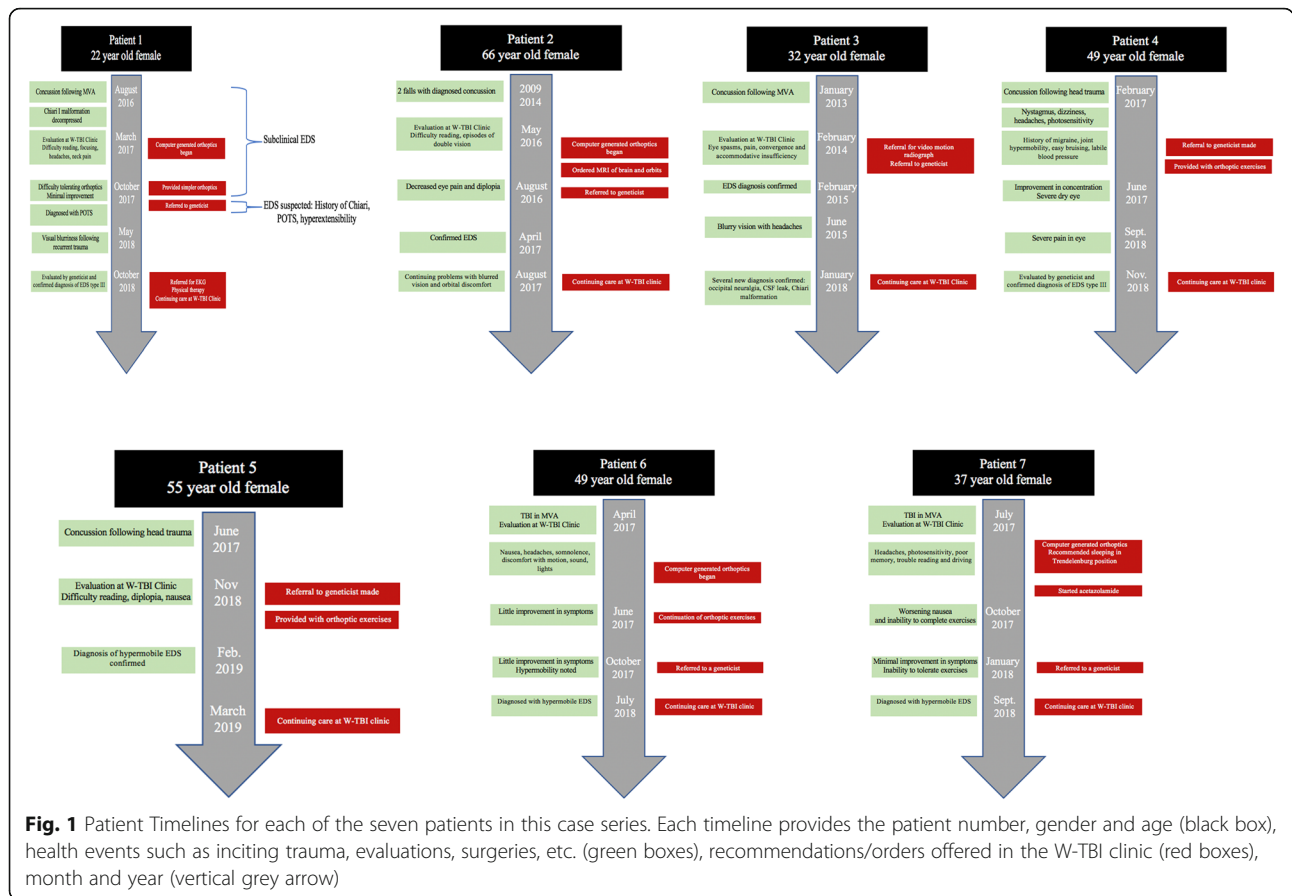 Patient 1
22 year old female
Concussion following MVA
August
2016
Chiari I malformation
decompressed
Evaluation at W-TBI Clinic
Difficulty reading, focusing,
headaches, neck pain
March
2017
Computer generated orthoptics
began
Subclinical EDS
Difficulty tolerating orthoptics
Minimal improvement
October
2017
Provided simpler orthoptics
Referred to geneticist
EDS suspected: History of Chiari,
POTS, hyperextensibility
Diagnosed with POTS
Visual blurriness following
recurrent trauma
May
2018
Evaluated by geneticist and
confirmed diagnosis of EDS type III
October
2018
Referred for EKG
Physical therapy
Continuing care at W-TBI Clinic
Patient 2
66 year old female
2 falls with diagnosed concussion
2009
2014
Evaluation at W-TBI Clinic
Difficulty reading, episodes of
double vision
May
2016
Computer generated orthoptics
began
Ordered MRI of brain and orbits
Decreased eye pain and diplopia
August
2016
Referred to geneticist
Confirmed EDS
April
2017
Continuing problems with blurred
vision and orbital discomfort
August
2017
Continuing care at W-TBI clinic
Patient 3
32 year old female
Concussion following MVA
January
2013
Evaluation at W-TBI Clinic
Eye spasms, pain, convergence and
accommodative insufficiency
February
2014
Referral for video motion
radiograph
Referral to geneticist
EDS diagnosis confirmed
February
2015
Blurry vision with headaches
June
2015
Several new diagnosis confirmed:
occipital neuralgia, CSF leak, Chiari
malformation
January
2018
Continuing care at W-TBI Clinic
Patient 4
49 year old female
Concussion following head trauma
February
2017
Nystagmus, dizziness,
headaches, photosensitivity
History of migraine, joint
hypermobility, easy bruising, labile
blood pressure
Referral to geneticist made
Provided with orthoptic exercises
Improvement in concentration
Severe dry eye
June
2017
Severe pain in eye
Sept.
2018
Evaluated by geneticist and
confirmed diagnosis of EDS type III
Nov.
2018
Continuing care at W-TBI clinic
Patient 5
55 year old female
Concussion following head trauma
June
2017
Evaluation at W-TBI Clinic
Difficulty reading, diplopia, nausea
Nov
2018
Referral to geneticist made
Provided with orthoptic exercises
Diagnosis of hypermobile EDS
confirmed
Feb.
2019
March
2019
Continuing care at W-TBI clinic
Patient 6
49 year old female
TBI in MVA
Evaluation at W-TBI Clinic
April
2017
Nausea, headaches, somnolence,
discomfort with motion, sound,
lights
Computer generated orthoptics
began
Little improvement in symptoms
June
2017
Continuation of orthoptic exercises
Little improvement in symptoms
Hypermobility noted
October
2017
Referred to a geneticist
Diagnosed with hypermobile EDS
July
2018
Continuing care at W-TBI clinic
Patient 7
37 year old female
TBI in MVA
Evaluation at W-TBI Clinic
July
2017
Headaches, photosensitivity, poor
memory, trouble reading and driving
Computer generated orthoptics
Recommended sleeping in
Trendelenburg position
Started acetazolamide
Worsening nausea
and inability to complete exercises
October
2017
Minimal improvement in symptoms
Inability to tolerate exercises
January
2018
Referred to a geneticist
Diagnosed with hypermobile EDS
Sept.
2018
Continuing care at W-TBI clinic
Fig. 1 Patient Timelines for each of the seven patients in this case series. Each timeline provides the patient number, gender and age (black box),
health events such as inciting trauma, evaluations, surgeries, etc. (green boxes), recommendations/orders offered in the W-TBI clinic (red boxes),
month and year (vertical grey arrow)